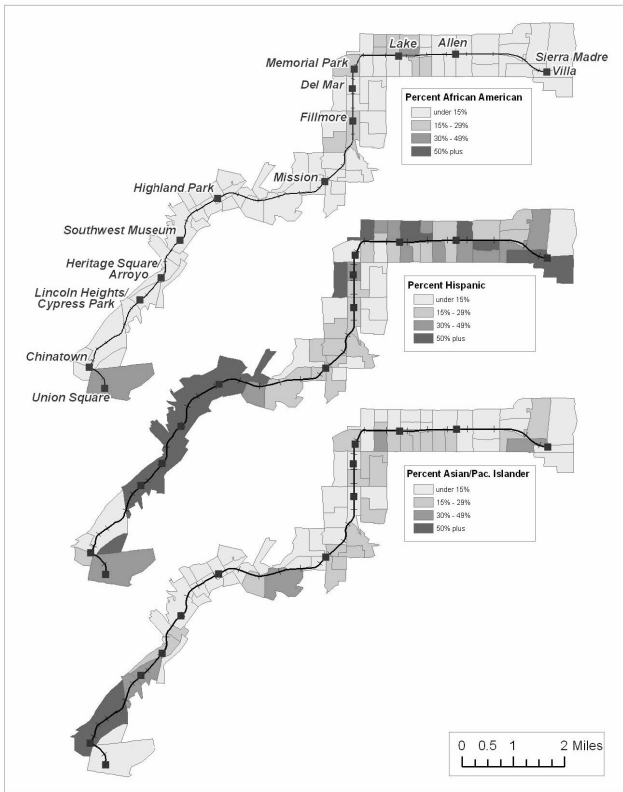 Lake
Allen
Sierra Madre
Villa
Memorial Park
Del Mar
Fillmore
Percent African American
under 15%
15% - 29%
30% - 49%
50% plus
Mission
Highland Park
Southwest Museum
Heritage Square/
Arroyo
Lincoln Heights/
Cypress Park
Chinatown
Union Square
Percent Hispanic
under 15%
15% - 29%
30% - 49%
50% plus
Percent Asian/Pac. Islander
under 15%
15% - 29%
30% - 49%
50% plus
0 0.5 1 2 Miles